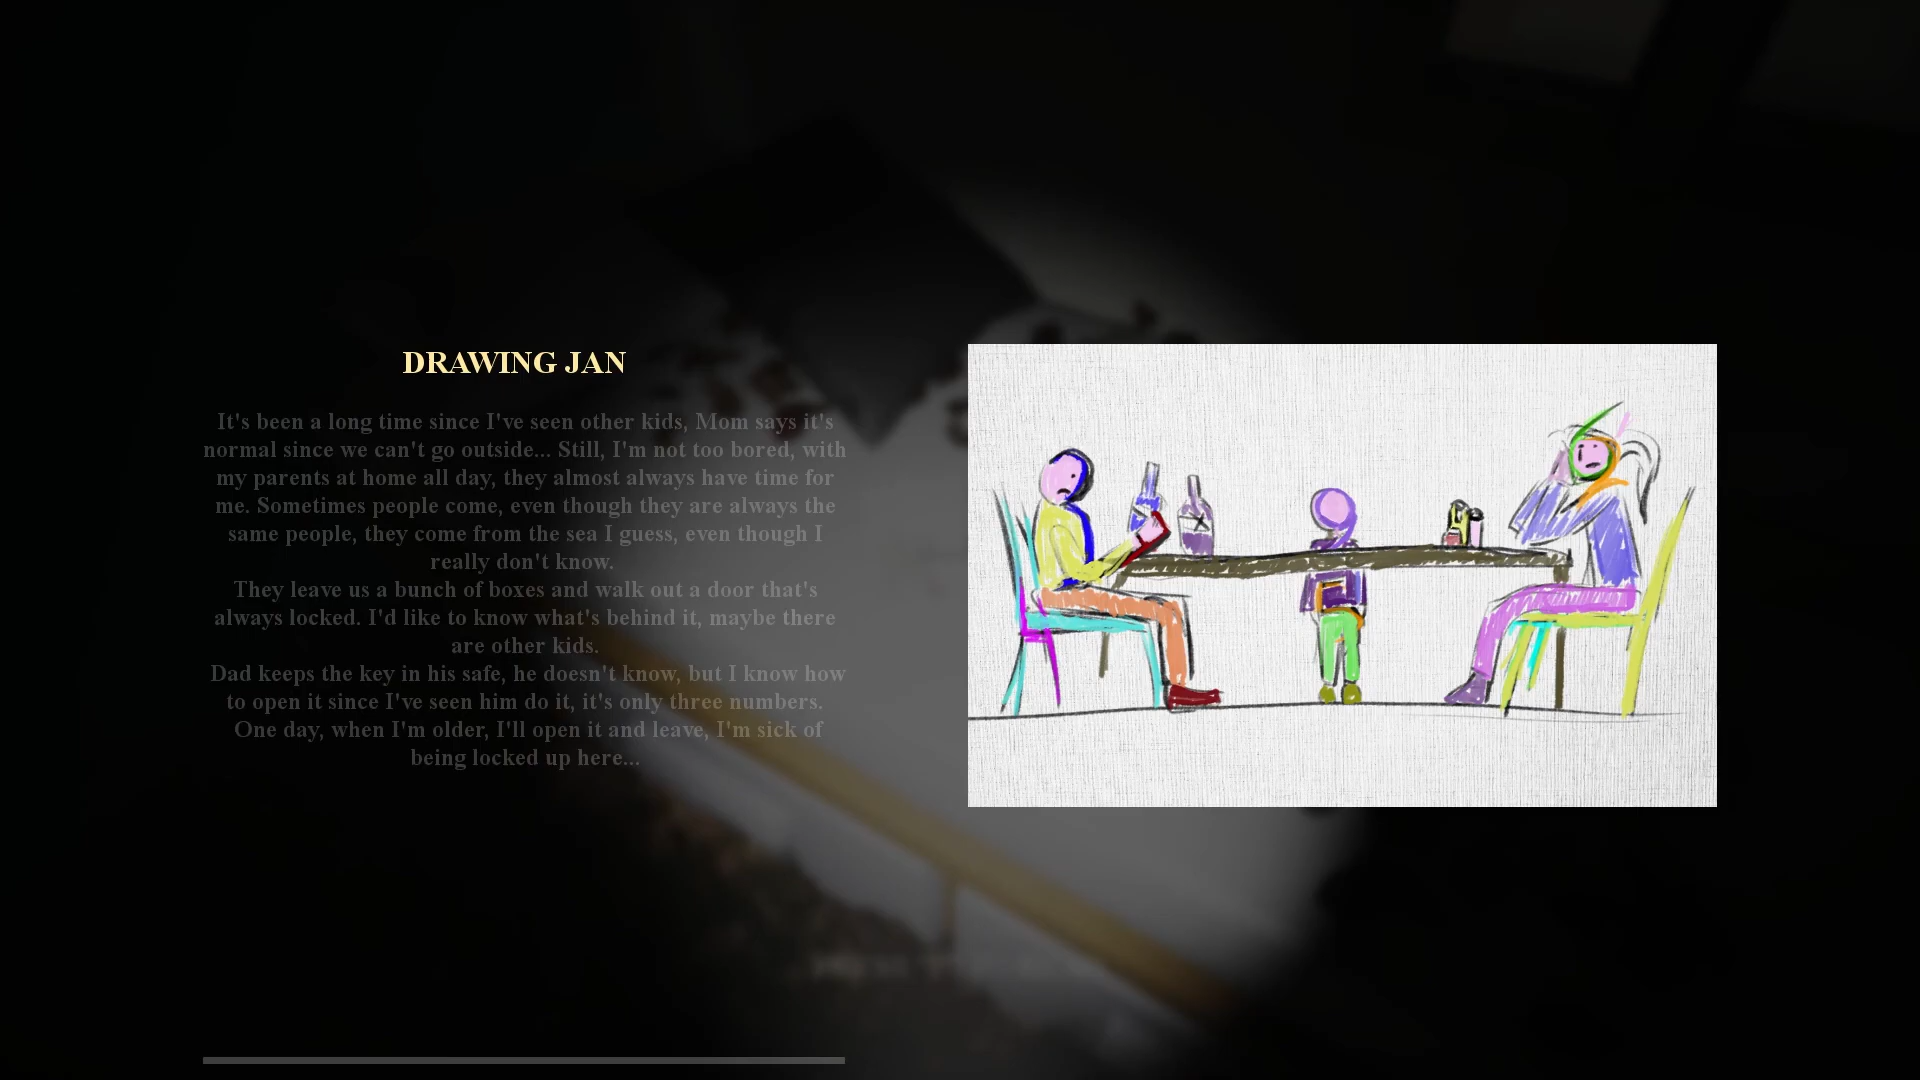 DRAWING JAN
It's been a long time since I've seen other kids, Mom says it's
normal since we can't go outside... Still, I'm not too bored, with
my parents at home all day, they almost always have time for
me. Sometimes people come, even though they are always the
same people, they come from the sea I guess, even though I
really don't know.
They leave us a bunch of boxes and walk out a door that's
always locked. I'd like to know what's behind it, maybe there
are other kids.
Dad keeps the key in his safe, he doesn't know, but I know how
to open it since I've seen him do it, it's only three numbers.
One day, when I'm older, I'll open it and leave, I'm sick of
being locked up here...